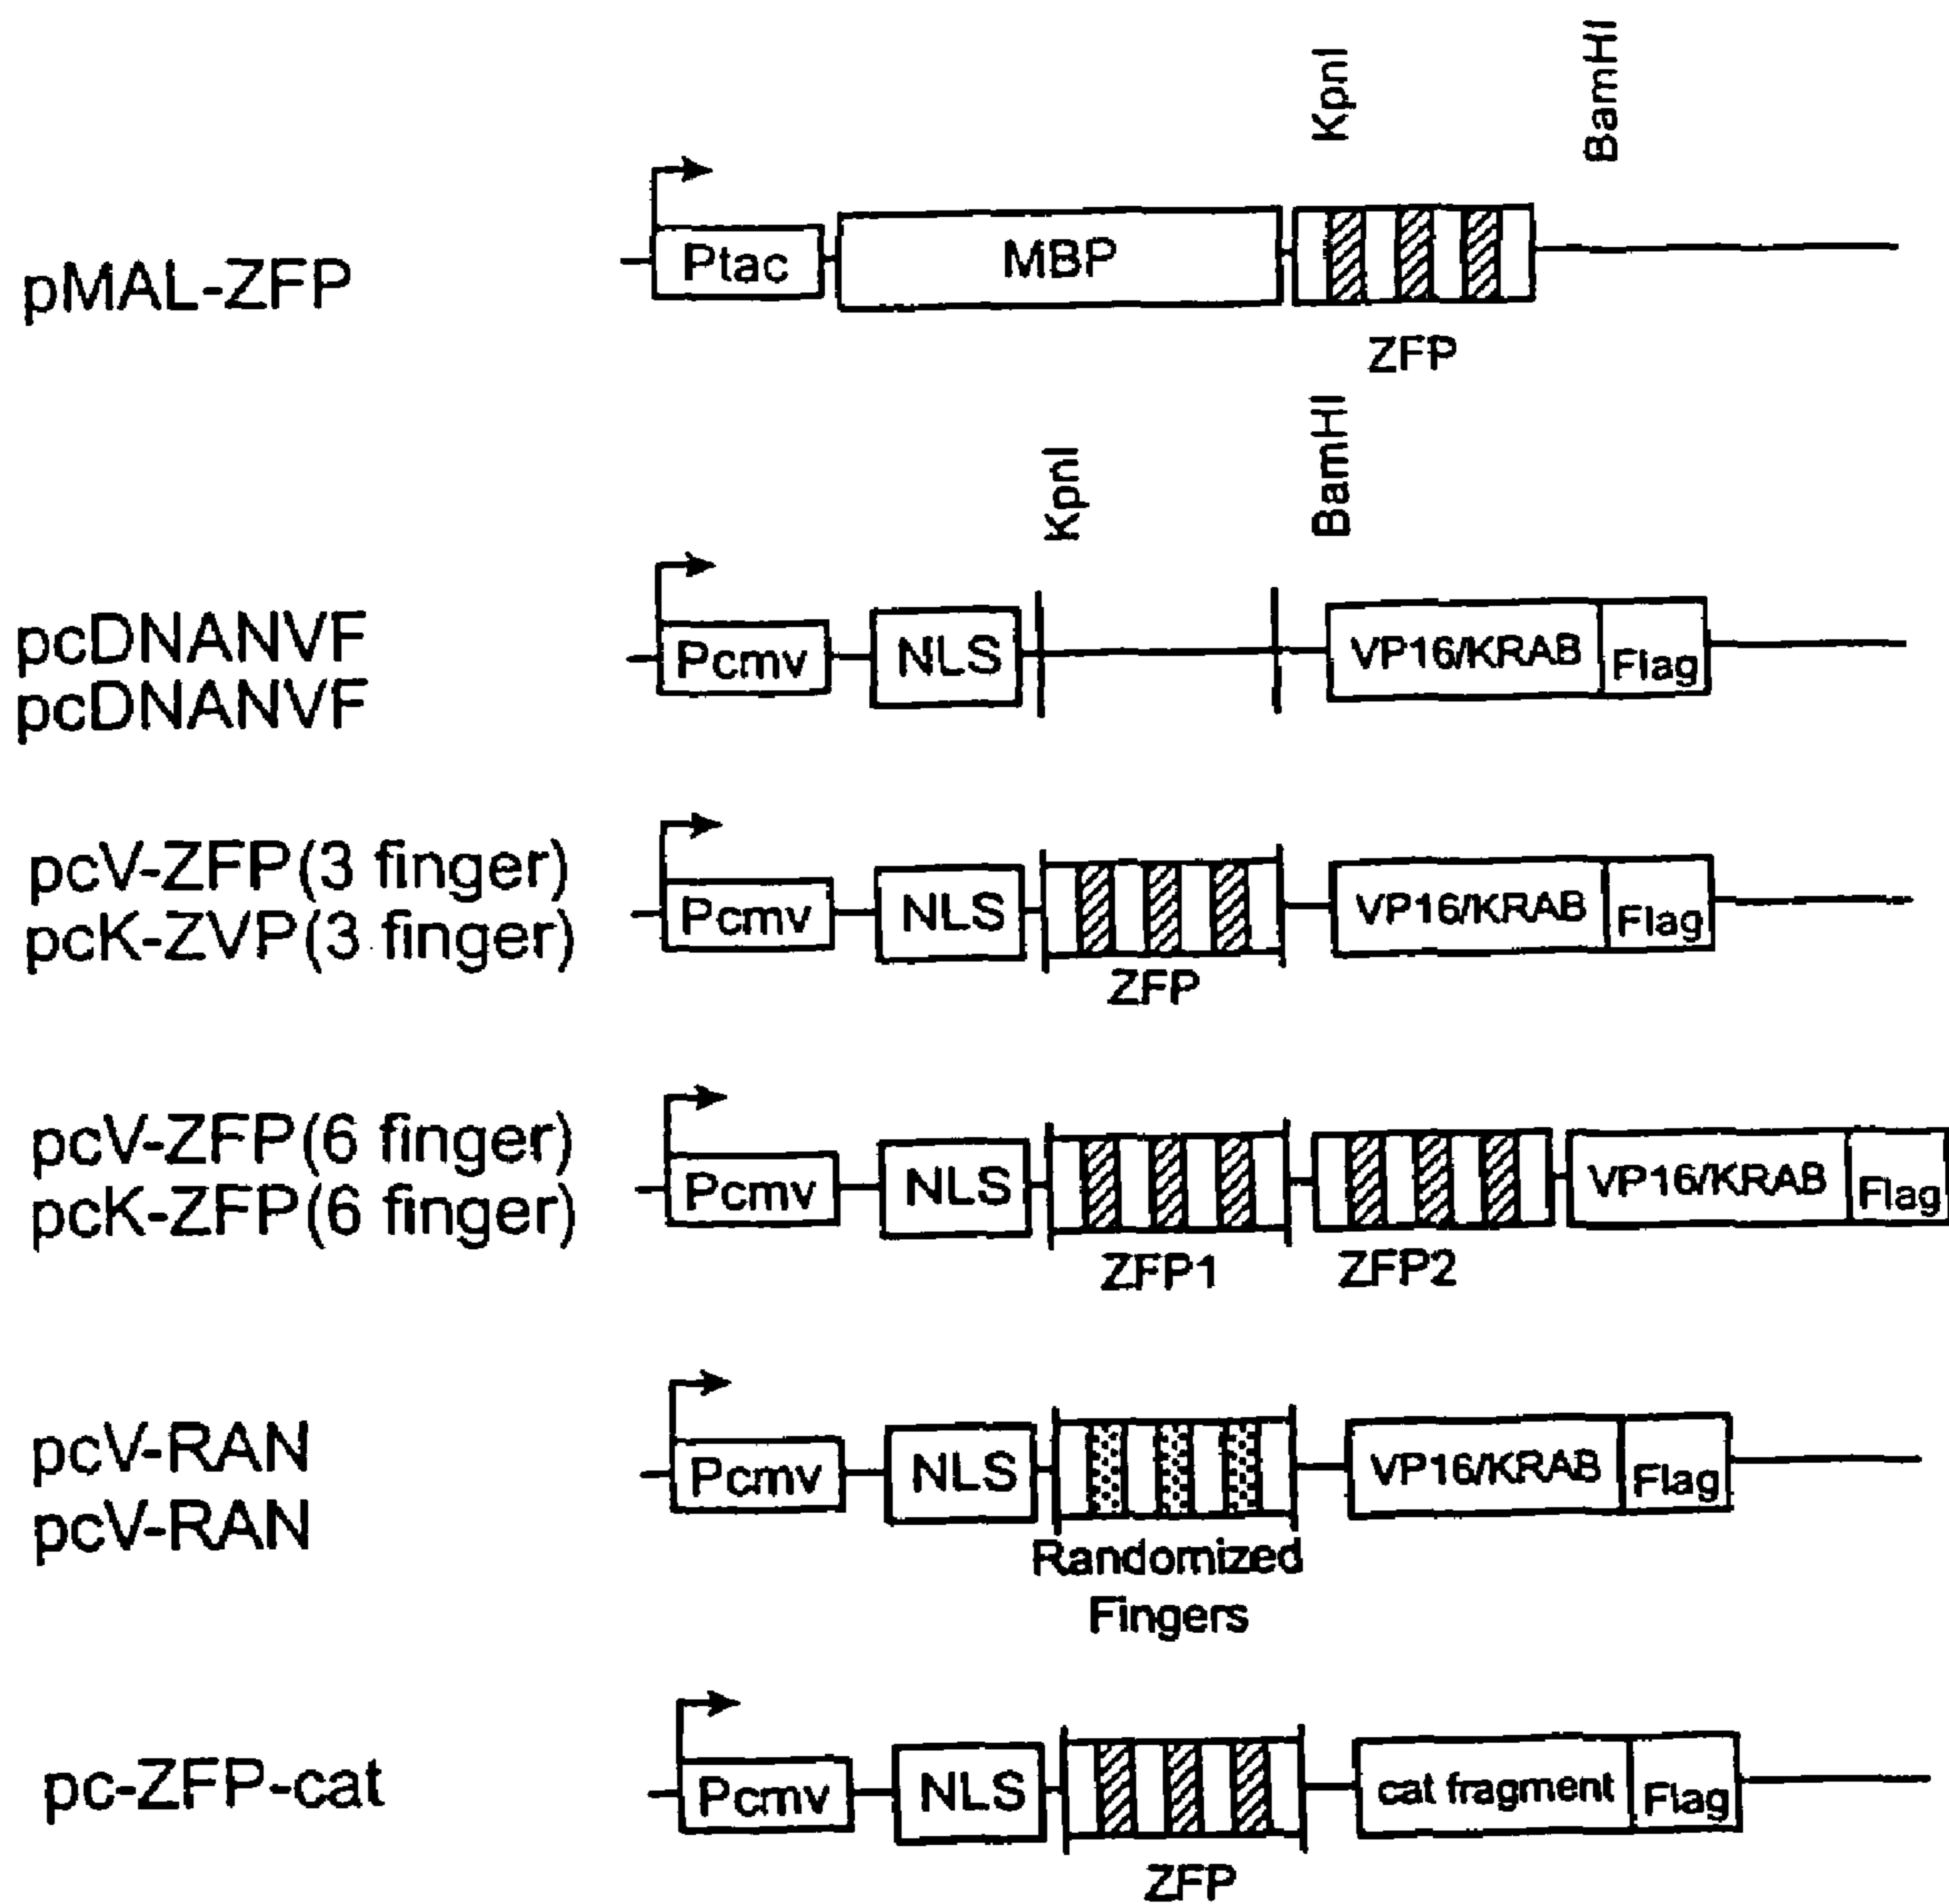 KpnI BamHI
pMAL-ZFP Ptac MBP
ZFP
KpnI BamHI
pcDNANVF
pcDNANVF
Pcmv NLS VP16/KRAB Flag
pcV-ZFP(3 finger)
pcK-ZVP(3 finger)
Pcmv NLS VP16/KRAB Flag
ZFP
pcV-ZFP(6 finger)
pcK-ZFP(6 finger)
Pcmv NLS VP16/KRAB Flag
ZFP1 ZFP2
pcV-RAN
pcV-RAN
Pcmv NLS VP16/KRAB Flag
Randomized
Fingers
pc-ZFP-cat Pcmv NLS cat fragment Flag
ZFP